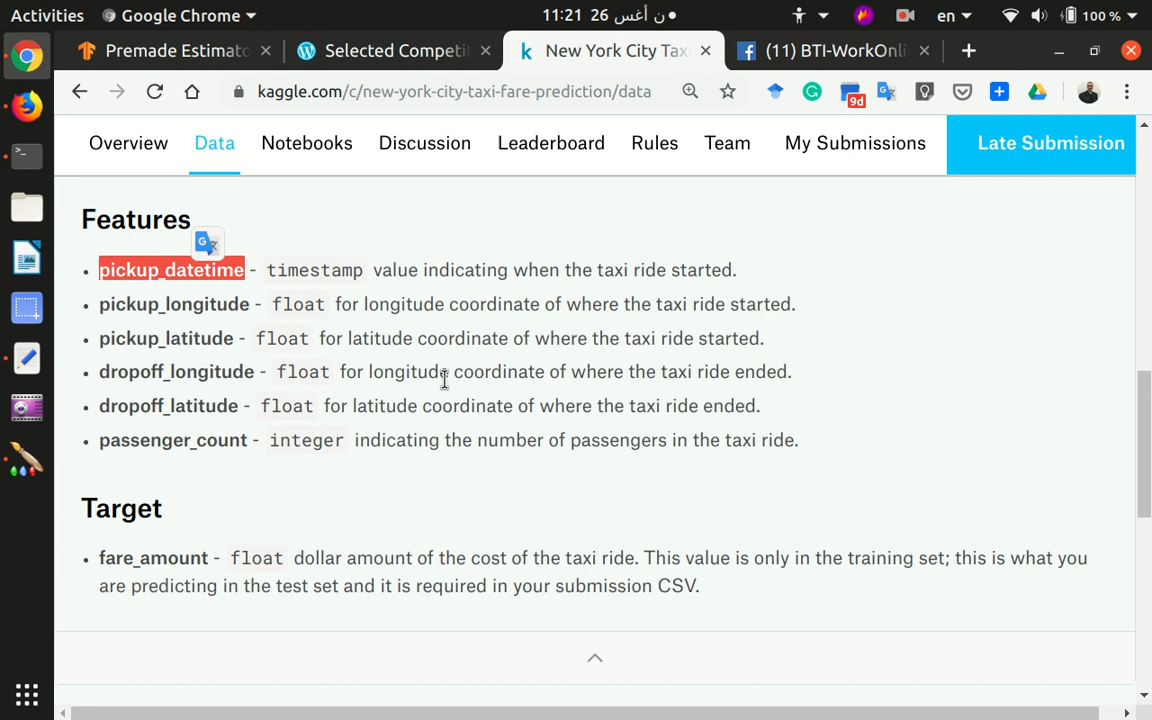 Activities Google Chrome 11:21 26 ن أغس en 100 %
Premade Estimato Selected Competi New York City Tax (11) BTI-WorkOnli
kaggle.com/c/new-york-city-taxi-fare-prediction/data 9d
Overview Data Notebooks Discussion Leaderboard Rules Team My Submissions Late Submission
Features
pickup_datetime - timestamp value indicating when the taxi ride started.
pickup_longitude - float for longitude coordinate of where the taxi ride started.
pickup_latitude - float for latitude coordinate of where the taxi ride started.
dropoff_longitude - float for longitude coordinate of where the taxi ride ended.
dropoff_latitude - float for latitude coordinate of where the taxi ride ended.
passenger_count - integer indicating the number of passengers in the taxi ride.
Target
fare_amount - float dollar amount of the cost of the taxi ride. This value is only in the training set; this is what you
are predicting in the test set and it is required in your submission CSV.